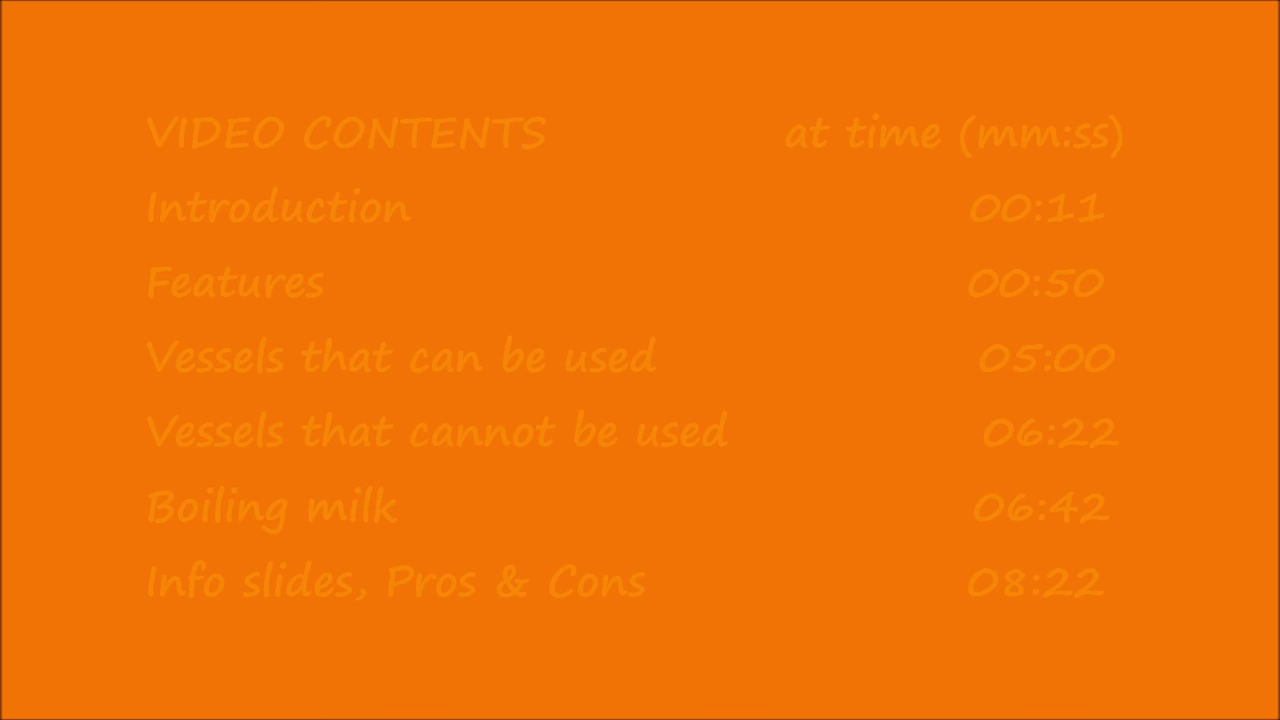 VIDEO CONTENTS at time (mm:ss)
Introduction 00:11
Features 00:50
Vessels that can be used 05:00
Vessels that cannot be used 06:22
Boiling milk 06:42
Info slides, Pros & Cons 08:22